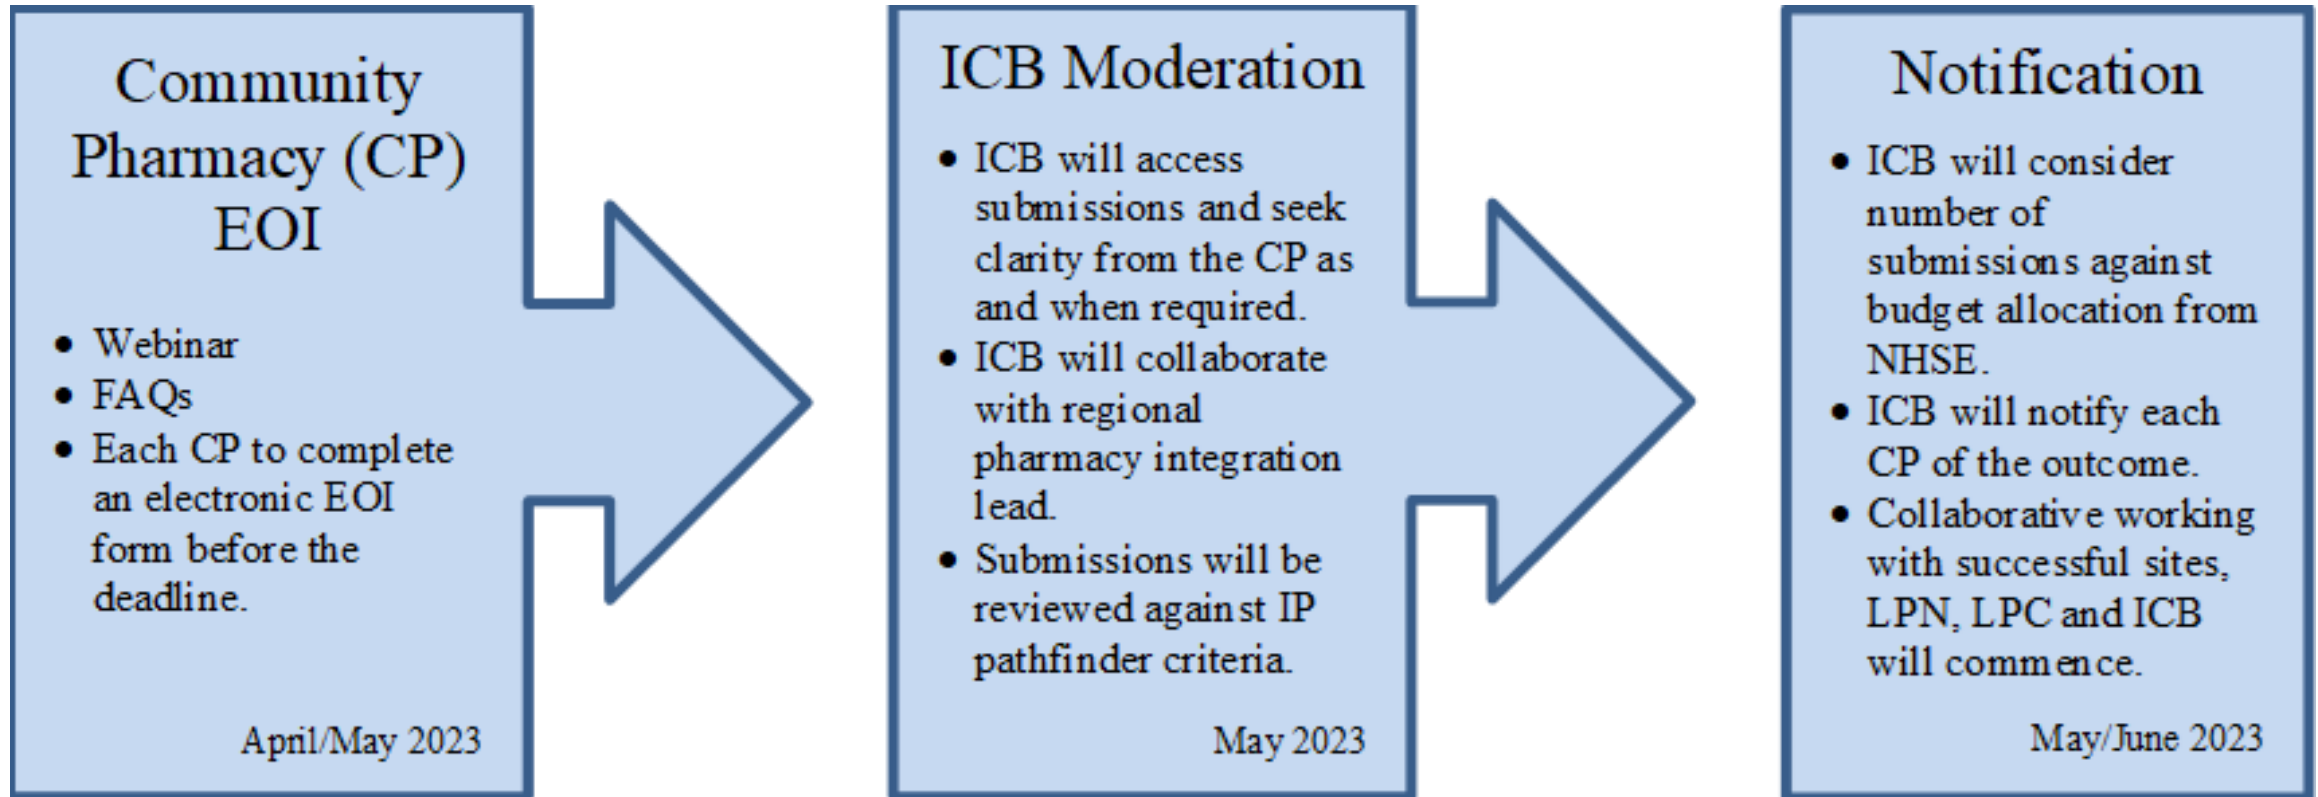 Community
Pharmacy (CP)
EOI
● Webinar
● FAQs
● Each CP to complete
an electronic EOI
form before the
deadline.
April/May 2023
ICB Moderation
● ICB will access
submissions and seek
clarity from the CP as
and when required.
● ICB will collaborate
with regional
pharmacy integration
lead.
● Submissions will be
reviewed against IP
pathfinder criteria.
May 2023
Notification
● ICB will consider
number of
submissions against
budget allocation from
NHSE.
● ICB will notify each
CP of the outcome.
● Collaborative working
with successful sites,
LPN, LPC and ICB
will commence.
May/June 2023